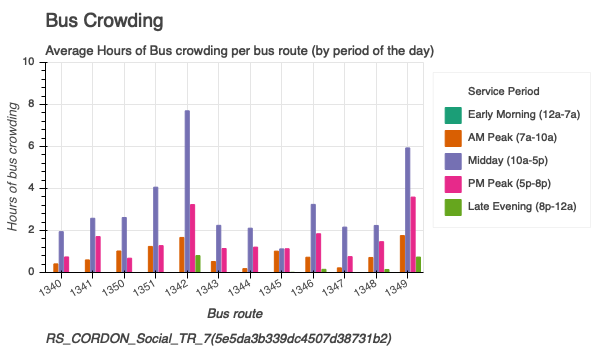 Bus Crowding
Average Hours of Bus crowding per bus route (by period of the day)
Hours of bus crowding
10
8
6
4
2
0
1340 1341 1350 1351 1342 1343 1344 1345 1346 1347 1348 1349
Bus route
Service Period
Early Morning (12a-7a)
AM Peak (7a-10a)
Midday (10a-5p)
PM Peak (5p-8p)
Late Evening (8p-12a)
RS_CORDON_Social_TR_7(5e5da3b339dc4507d38731b2)